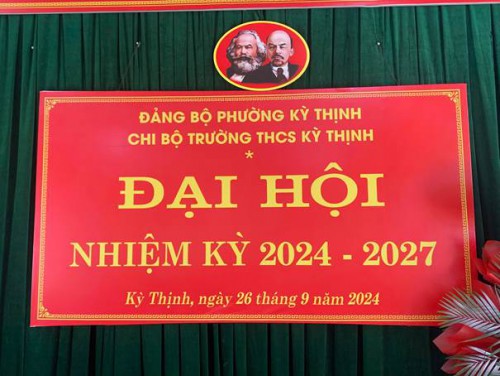 ĐẢNG BỘ PHƯỜNG KỲ THỊNH
CHI BỘ TRƯỜNG THCS KỲ THỊNH
*
ĐẠI HỘI
NHIỆM KỲ 2024 - 2027
Kỳ Thịnh, ngày 26 tháng 9 năm 2024